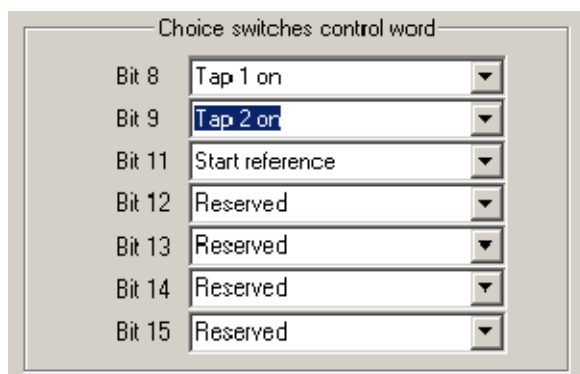 Choice switches control word
Bit 8 Tap 1 on
Bit 9 Tap 2 on
Bit 11 Start reference
Bit 12 Reserved
Bit 13 Reserved
Bit 14 Reserved
Bit 15 Reserved